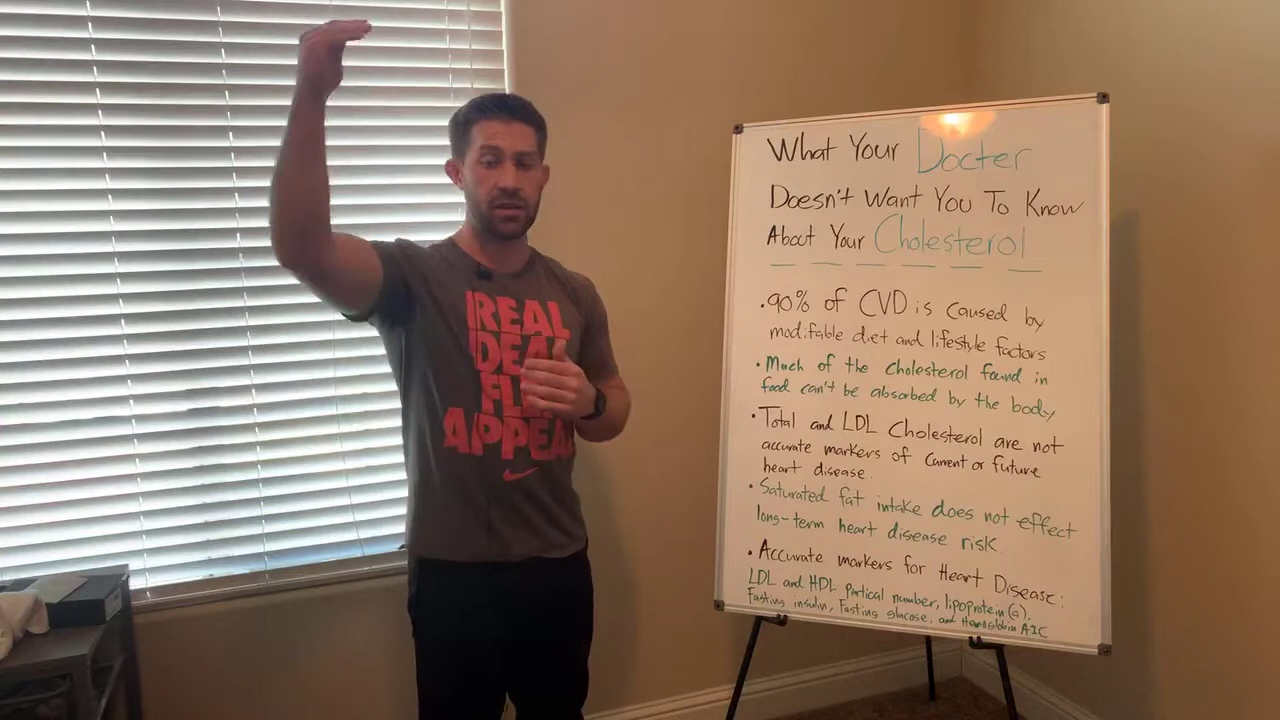 REAL
DEAL
FL
APPEA
What Your Docter
Doesn't Want You To Know
About Your Cholesterol
• 90% of CVD is caused by
modifable diet and lifestyle factors
• Much of the cholesterol found in
food can't be absorbed by the body
• Total and LDL Cholesterol are not
accurate markers of current or future
heart disease.
• Saturated fat intake does not effect
long-term heart disease risk
• Accurate markers for Heart Disease:
LDL and HDL Partical number, lipoprotein (a),
Fasting insulin, Fasting glucose, and Hemoglobin A1C